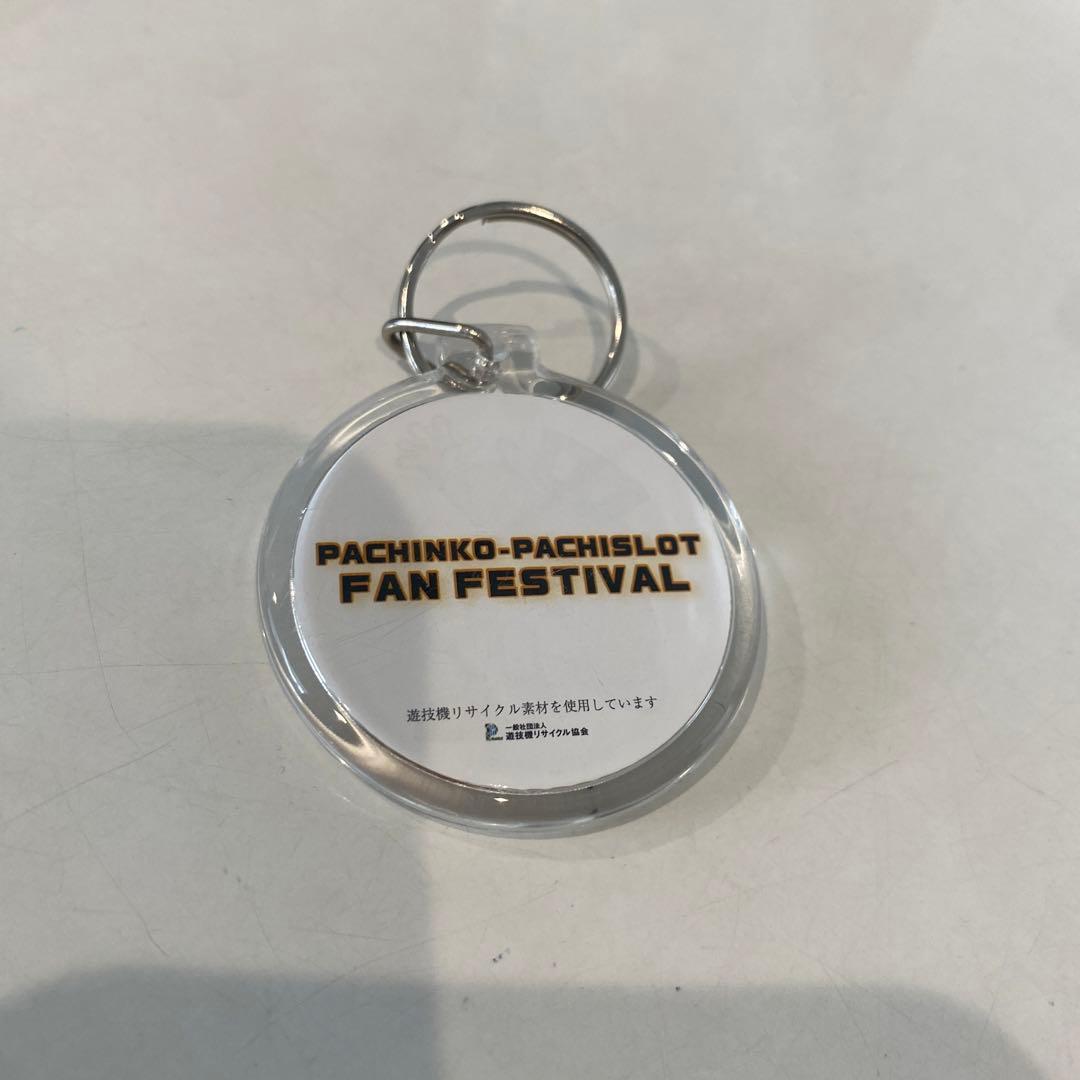 PACHINKO-PACHISLOT
FAN FESTIVAL
遊技機リサイクル素材を使用しています
一般社団法人
遊技機リサイクル協会